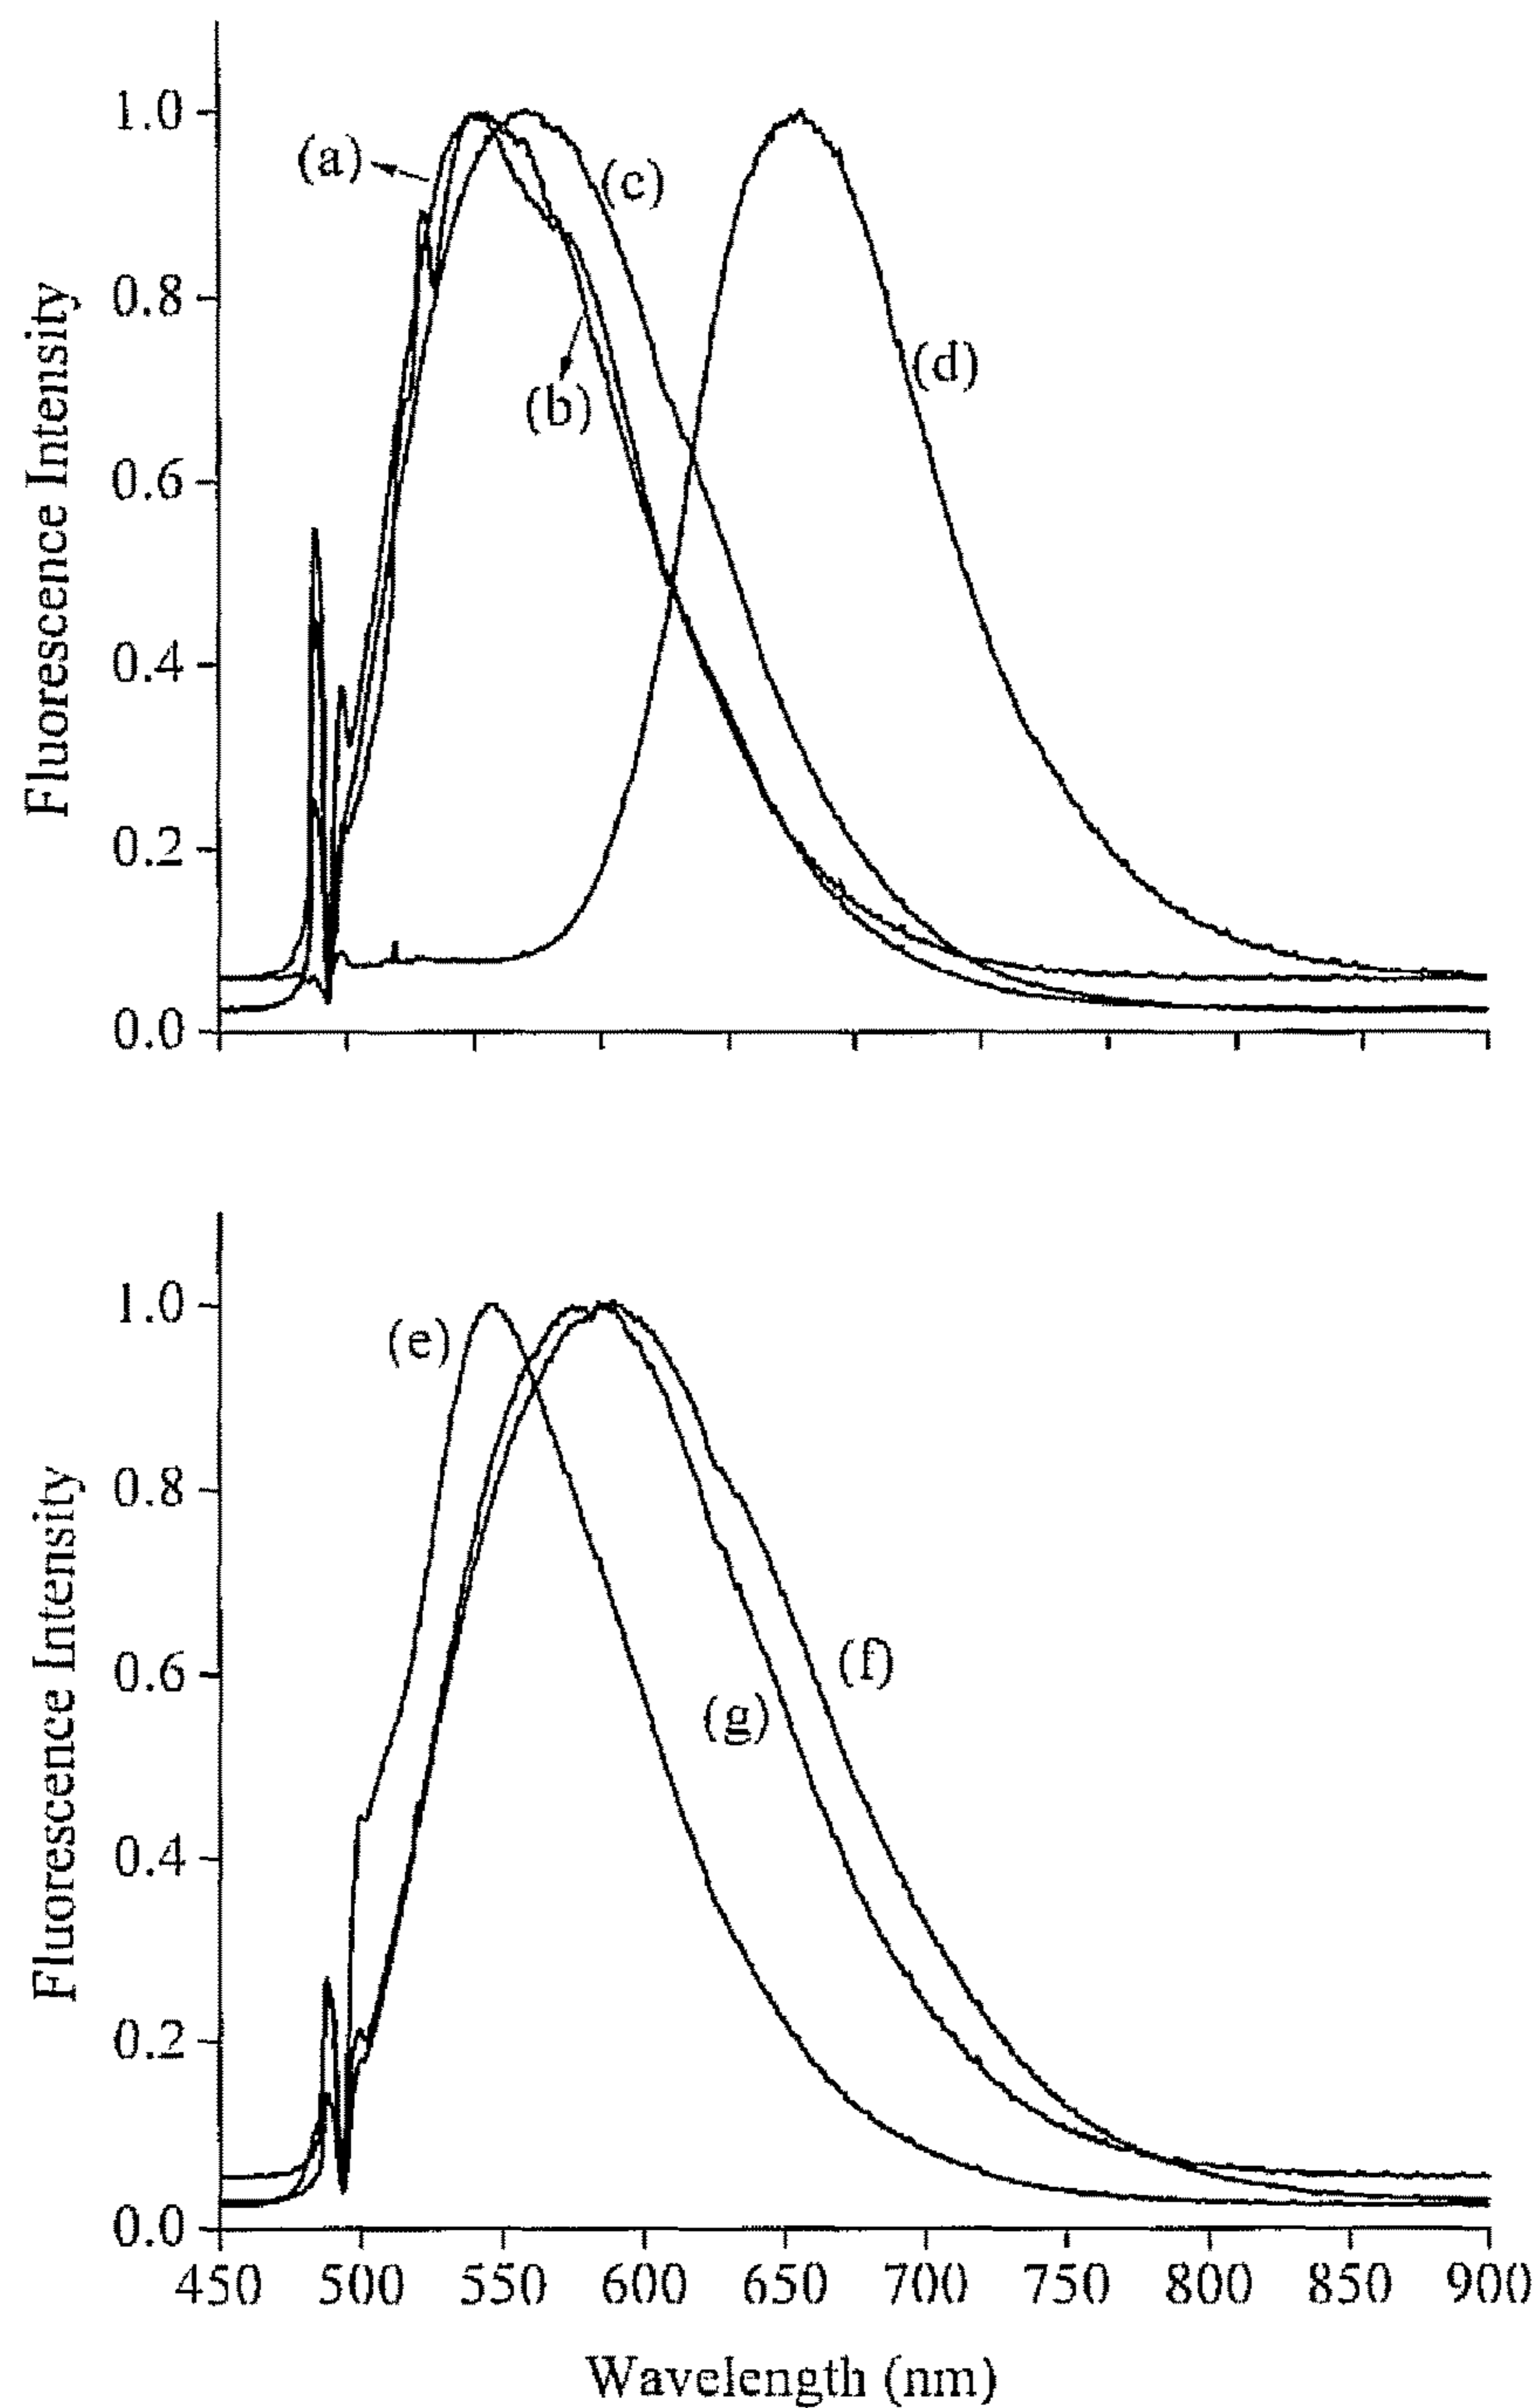 Fluorescence Intensity
1.0
0.8
0.6
0.4
0.2
0.0
(a)
(b)
(c)
(d)
Fluorescence Intensity
1.0
0.8
0.6
0.4
0.2
0.0
(e)
(f)
(g)
450 500 550 600 650 700 750 800 850 900
Wavelength (nm)